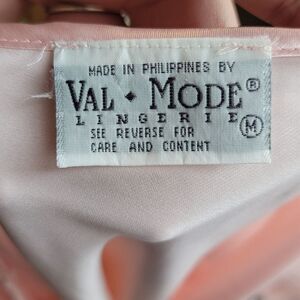 MADE IN PHILIPPINES BY
VAL • MODE®
LINGERIE M
SEE REVERSE FOR
CARE AND CONTENT